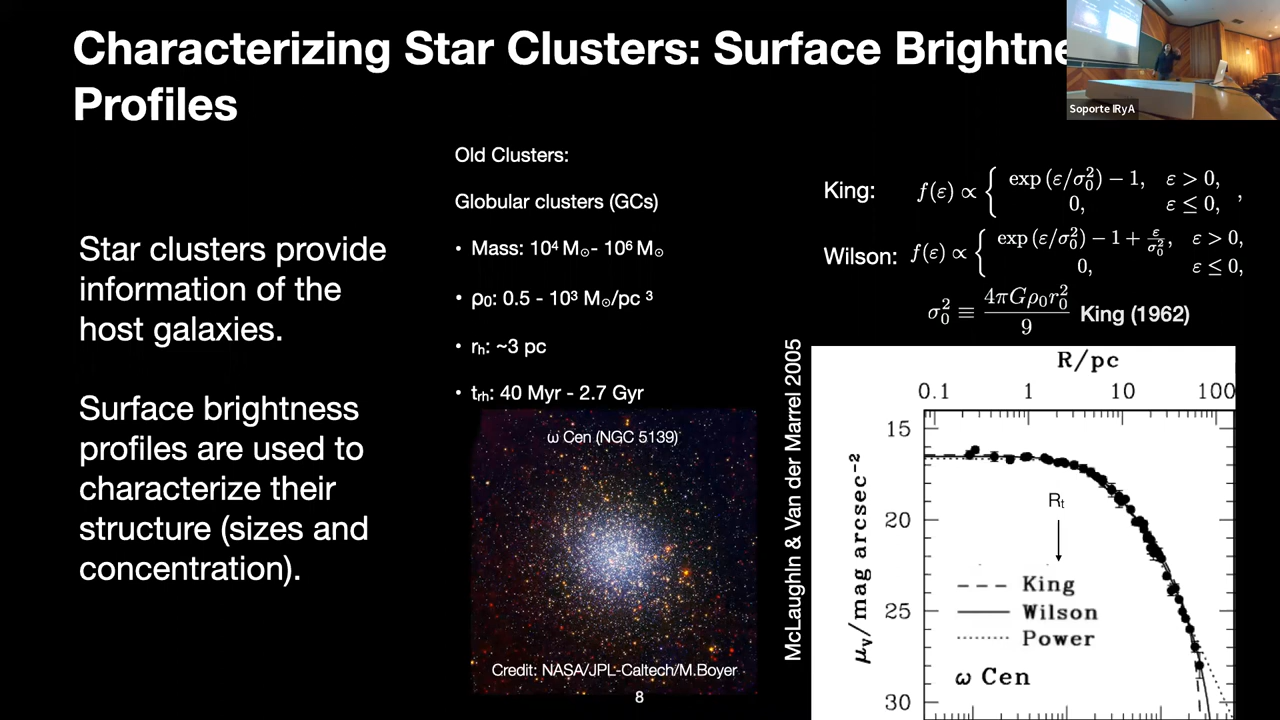 Characterizing Star Clusters: Surface Brightne
Profiles
Soporte IRyA
Star clusters provide
information of the
host galaxies.
Surface brightness
profiles are used to
characterize their
structure (sizes and
concentration).
Old Clusters:
Globular clusters (GCs)
• Mass: 10⁴ M⊙- 10⁶ M⊙
• ρ₀: 0.5 - 10³ M⊙/pc ³
• rₕ: ~3 pc
• tᵣₕ: 40 Myr - 2.7 Gyr
ω Cen (NGC 5139)
Credit: NASA/JPL-Caltech/M.Boyer
8
King: f(ε) ∝ { exp (ε/σ₀²) − 1, ε > 0,
0, ε ≤ 0, ,
Wilson: f(ε) ∝ { exp (ε/σ₀²) − 1 + ε/σ₀², ε > 0,
0, ε ≤ 0,
σ₀² ≡ 4πGρ₀r₀²/9 King (1962)
McLaughlin & Van der Marrel 2005
R/pc
0.1 1 10 100
15
20
25
30
μV/mag arcsec⁻²
Rₜ
King
Wilson
Power
ω Cen